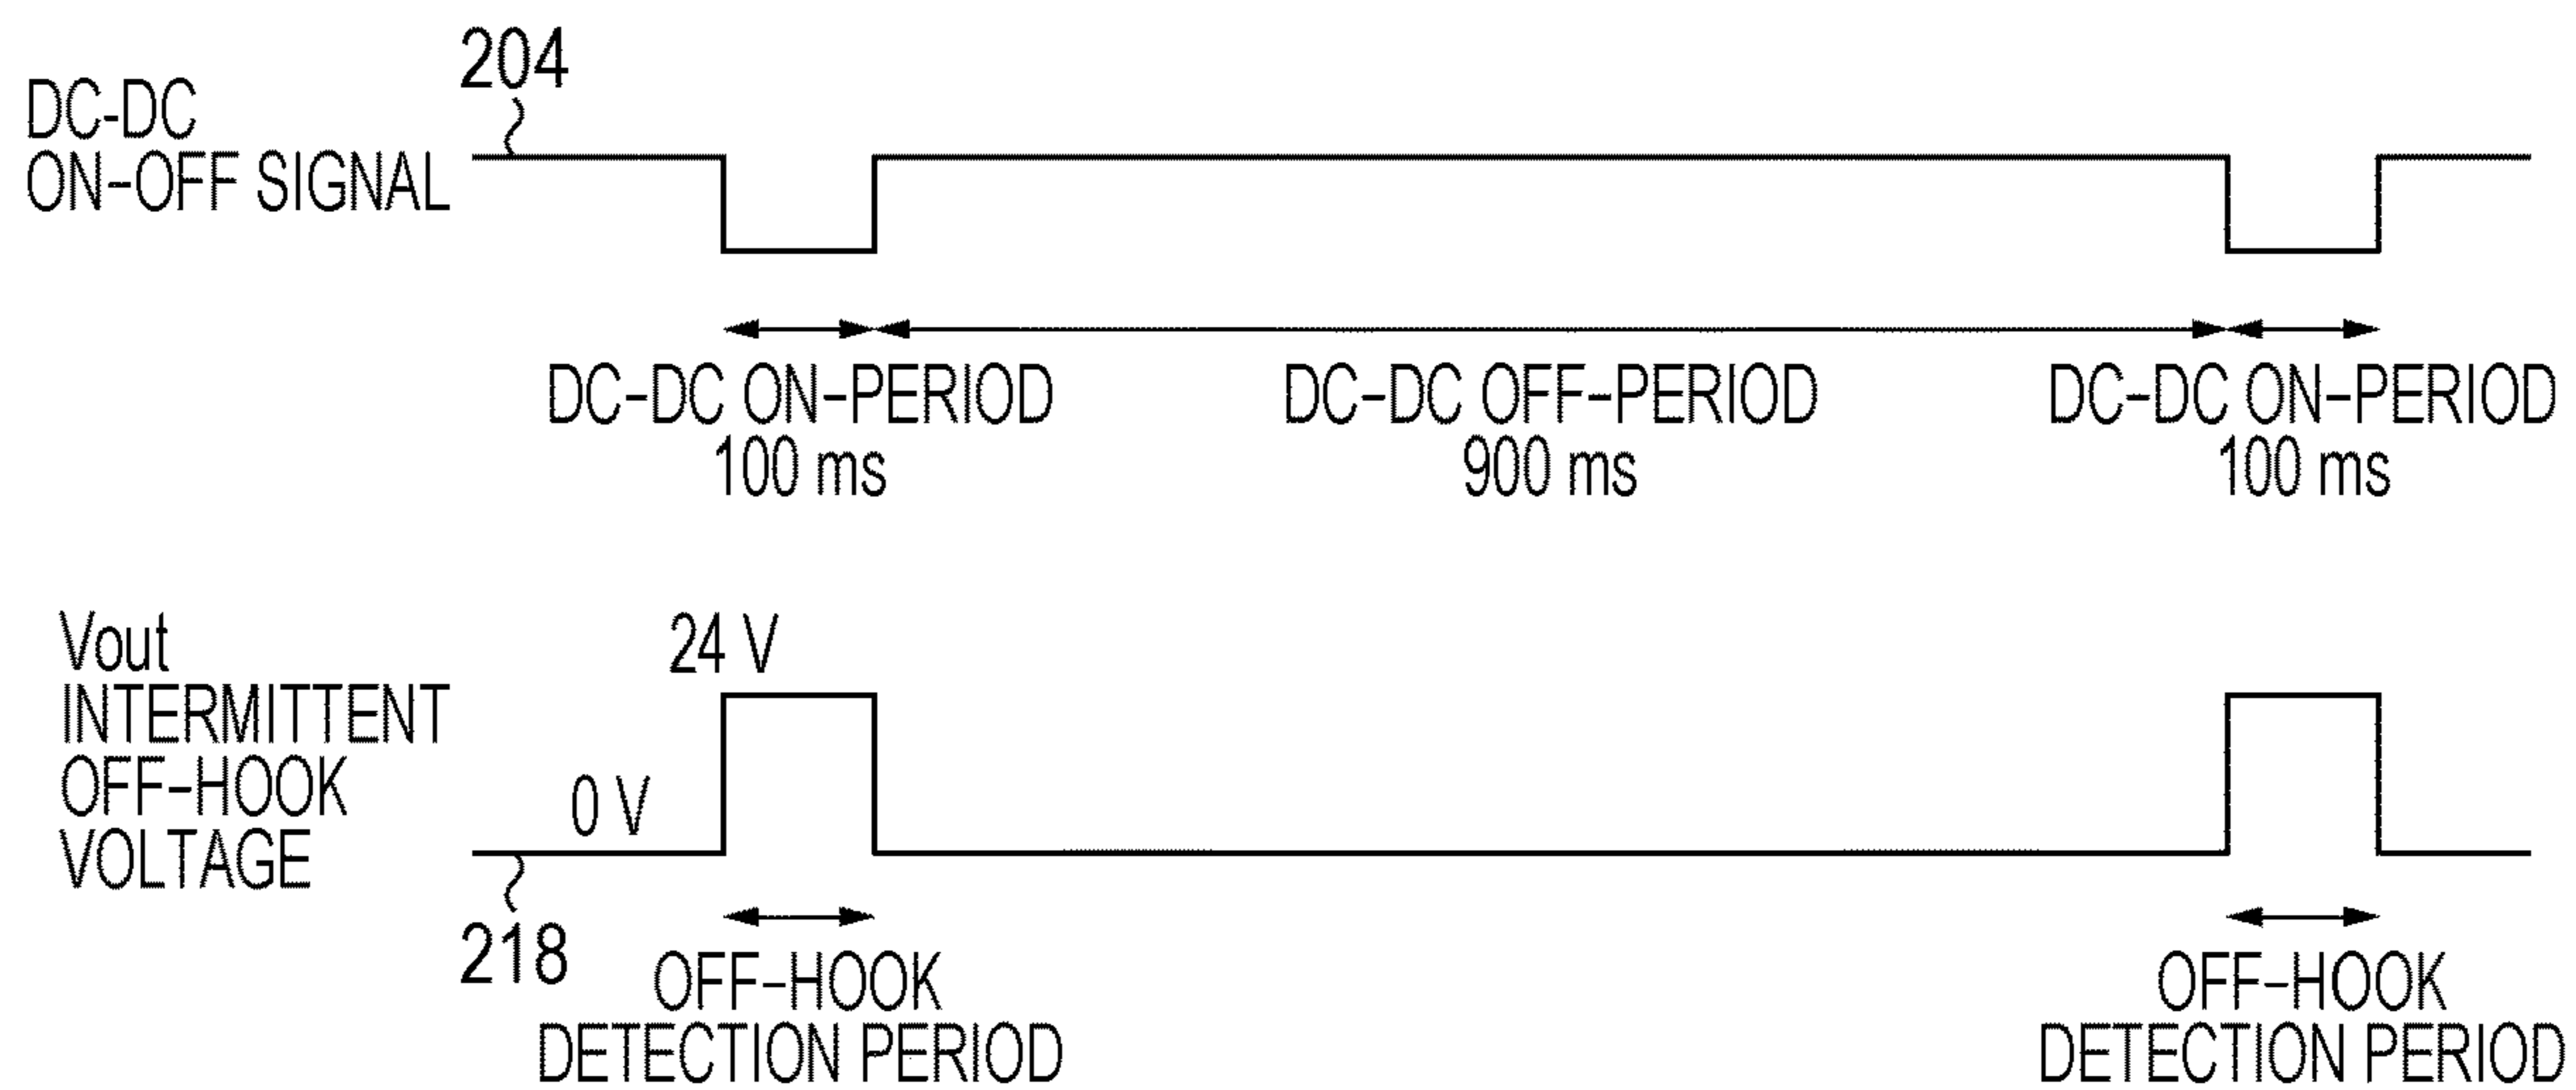 204
DC-DC
ON-OFF SIGNAL
DC-DC ON-PERIOD
100 ms
DC-DC OFF-PERIOD
900 ms
DC-DC ON-PERIOD
100 ms
Vout
INTERMITTENT
OFF-HOOK
VOLTAGE
24 V
0 V
218
OFF-HOOK
DETECTION PERIOD
OFF-HOOK
DETECTION PERIOD